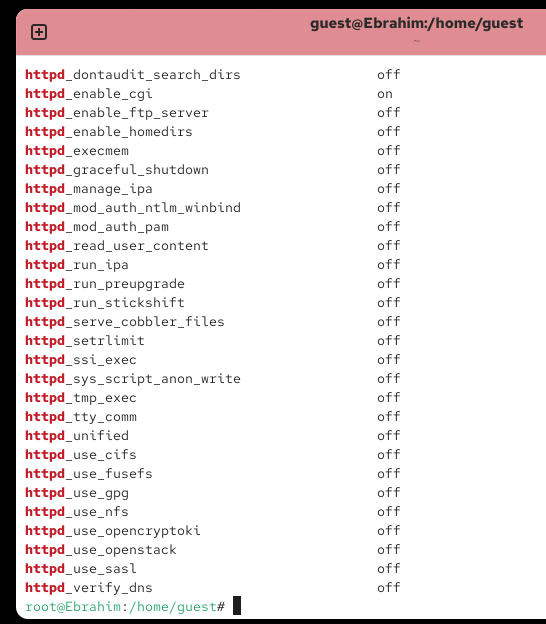 guest@Ebrahim:/home/guest
~
httpd_dontaudit_search_dirs off
httpd_enable_cgi on
httpd_enable_ftp_server off
httpd_enable_homedirs off
httpd_execmem off
httpd_graceful_shutdown off
httpd_manage_ipa off
httpd_mod_auth_ntlm_winbind off
httpd_mod_auth_pam off
httpd_read_user_content off
httpd_run_ipa off
httpd_run_preupgrade off
httpd_run_stickshift off
httpd_serve_cobbler_files off
httpd_setrlimit off
httpd_ssi_exec off
httpd_sys_script_anon_write off
httpd_tmp_exec off
httpd_tty_comm off
httpd_unified off
httpd_use_cifs off
httpd_use_fusefs off
httpd_use_gpg off
httpd_use_nfs off
httpd_use_opencryptoki off
httpd_use_openstack off
httpd_use_sasl off
httpd_verify_dns off
root@Ebrahim:/home/guest#